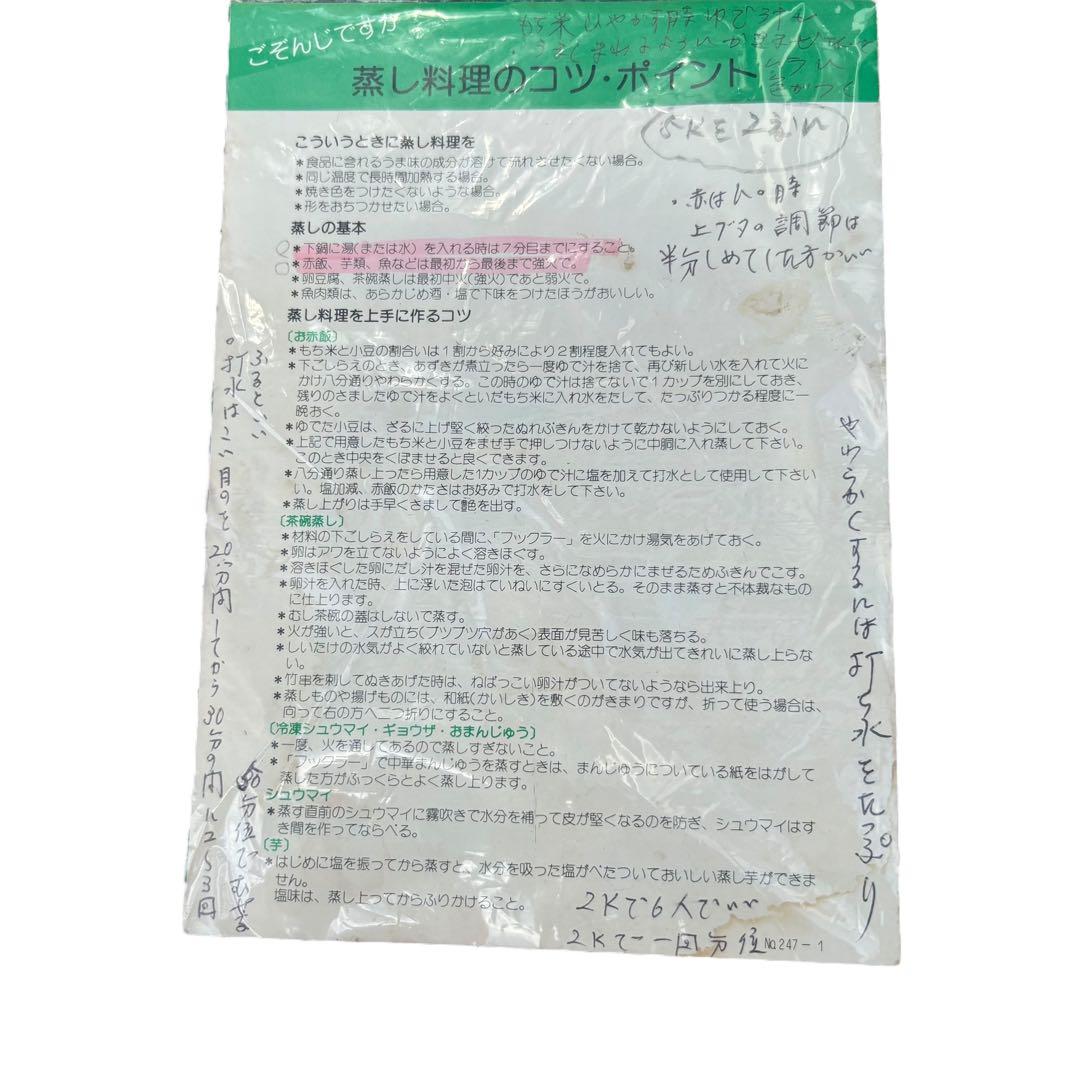 ごぞんじですか
蒸し料理のコツ・ポイント
もち米
5Kを2
・赤はん。時
上ブタの調節は
半分しめてした方がいい
こういうときに蒸し料理を
*食品に含れるうま味の成分が溶けて流れさせたくない場合。
*同じ温度で長時間加熱する場合。
*焼き色をつけたくないような場合。
*形をおちつかせたい場合。
蒸しの基本
*下鍋に湯(または水)を入れる時は7分目までにすること。
*赤飯、芋類、魚などは最初から最後まで強火で。
*卵豆腐、茶碗蒸しは最初中火(強火)であと弱火で。
*魚肉類は、あらかじめ酒・塩で下味をつけたほうがおいしい。
蒸し料理を上手に作るコツ
〔お赤飯〕
*もち米と小豆の割合いは1割から好みにより2割程度入れてもよい。
*下ごしらえのとき、あずきが煮立ったら一度ゆで汁を捨て、再び新しい水を入れて火に
かけ八分通りやわらかくする。この時のゆで汁は捨てないで1カップを別にしておき、
残りのさましたゆで汁をよくといだもち米に入れ水をたして、たっぷりつかる程度に一
晩おく。
*ゆでた小豆は、ざるに上げ堅く絞ったぬれぶきんをかけて乾かないようにしておく。
*上記で用意したもち米と小豆をまぜ手で押しつけないように中胴に入れ蒸して下さい。
このとき中央をくぼませると良くできます。
*八分通り蒸し上ったら用意した1カップのゆで汁に塩を加えて打水として使用して下さ
い。塩加減、赤飯のかたさはお好みで打水をして下さい。
*蒸し上がりは手早くさまして艶を出す。
〔茶碗蒸し〕
*材料の下ごしらえをしている間に、「フックラー」を火にかけ湯気をあげておく。
*卵はアワを立てないようによく溶きほぐす。
*溶きほぐした卵にだし汁を混ぜた卵汁を、さらになめらかにまぜるためふきんでこす。
*卵汁を入れた時、上に浮いた泡はていねいにすくいとる。そのまま蒸すと不体裁なもの
に仕上ります。
*むし茶碗の蓋はしないで蒸す。
*火が強いと、スが立ち(ブツブツ穴があく)表面が見苦しく味も落ちる。
*しいたけの水気がよく絞れていないと蒸している途中で水気が出てきれいに蒸し上らな
い。
*竹串を刺してぬきあげた時は、ねばっこい卵汁がついてないようなら出来上り。
*蒸しものや揚げものには、和紙(かいしき)を敷くのがきまりですが、折って使う場合は、
向って右の方へ二つ折りにすること。
〔冷凍シュウマイ・ギョウザ・おまんじゅう〕
*一度、火を通してあるので蒸しすぎないこと。
*「フックラー」で中華まんじゅうを蒸すときは、まんじゅうについている紙をはがして
蒸した方がふっくらとよく蒸し上ります。
シュウマイ
*蒸す直前のシュウマイに霧吹きで水分を補って皮が堅くなるのを防ぎ、シュウマイはす
き間を作ってならべる。
〔芋〕
*はじめに塩を振ってから蒸すと、水分を吸った塩がべたついておいしい蒸し芋ができま
せん。
塩味は、蒸し上ってからふりかけること。
2Kで6人でいい
2Kで一回分位
No.247-1
やわらかくするには打ち水をたっぷり
。打水はこい目のを20分間してから30分の間に2〜3回
ふるといい
分位でむせる